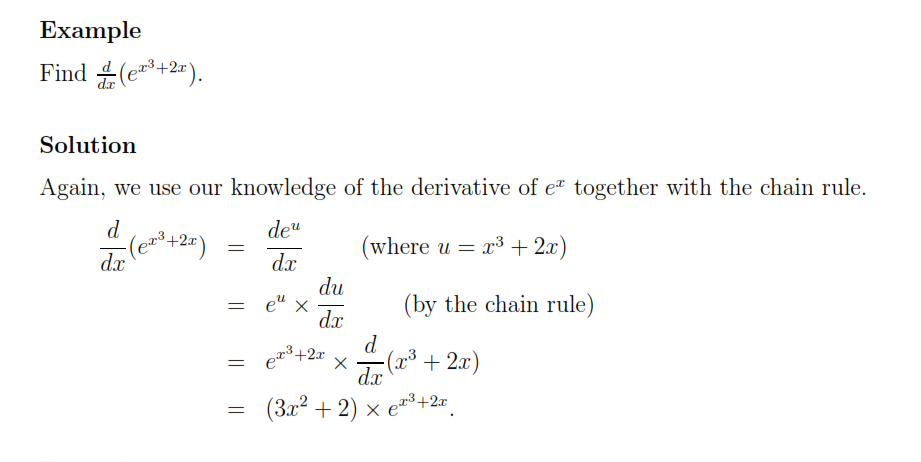 Example
Find d/dx(e^{x^3+2x}).
Solution
Again, we use our knowledge of the derivative of e^x together with the chain rule.
d/dx(e^{x^3+2x}) = de^u/dx (where u = x^3 + 2x)
= e^u × du/dx (by the chain rule)
= e^{x^3+2x} × d/dx(x^3 + 2x)
= (3x^2 + 2) × e^{x^3+2x}.